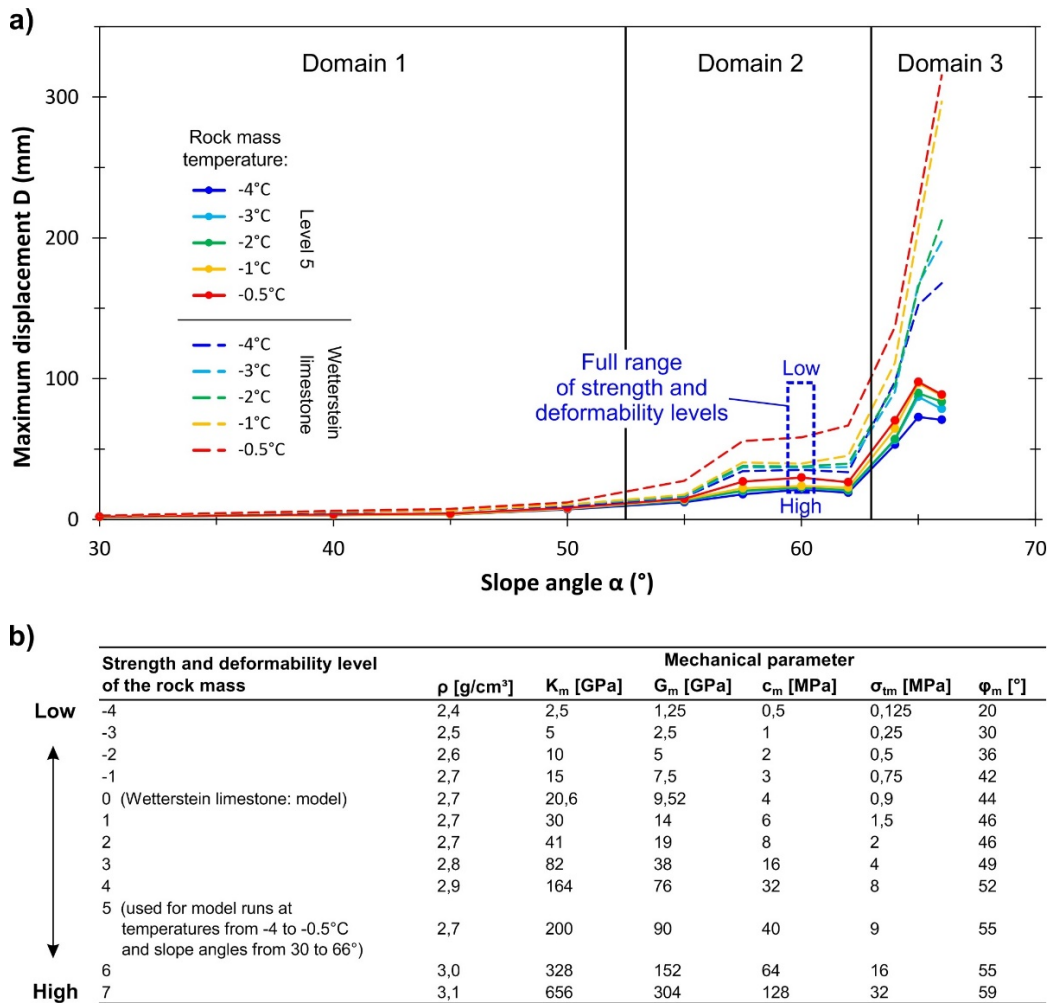 a)
Domain 1
Domain 2
Domain 3
Maximum displacement D (mm)
300
200
100
0
Rock mass
temperature:
-4°C
-3°C
-2°C
-1°C
-0.5°C
Level 5
-4°C
-3°C
-2°C
-1°C
-0.5°C
Wetterstein
limestone
Full range
of strength and
deformability levels
Low
High
30
40
50
60
70
Slope angle α (°)
b)
Strength and deformability level
of the rock mass
Mechanical parameter
ρ [g/cm³] Km [GPa] Gm [GPa] cm [MPa] σtm [MPa] φm [°]
Low
-4 2,4 2,5 1,25 0,5 0,125 20
-3 2,5 5 2,5 1 0,25 30
-2 2,6 10 5 2 0,5 36
-1 2,7 15 7,5 3 0,75 42
0 (Wetterstein limestone: model) 2,7 20,6 9,52 4 0,9 44
1 2,7 30 14 6 1,5 46
2 2,7 41 19 8 2 46
3 2,8 82 38 16 4 49
4 2,9 164 76 32 8 52
5 (used for model runs at
temperatures from -4 to -0.5°C 2,7 200 90 40 9 55
and slope angles from 30 to 66°)
6 3,0 328 152 64 16 55
High
7 3,1 656 304 128 32 59